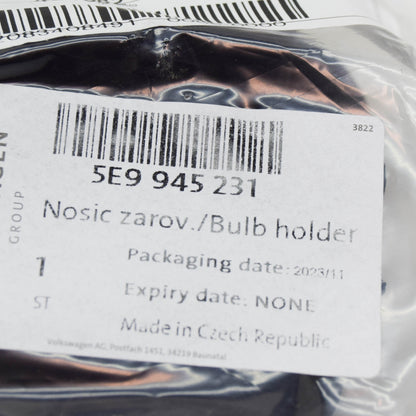 3822
5E9 945 231
Nosic zarov./Bulb holder
GROUP
Packaging date: 2023/11
1
ST
Expiry date: NONE
Made in Czech Republic
Volkswagen AG, Postfach 1451, 34219 Baunatal